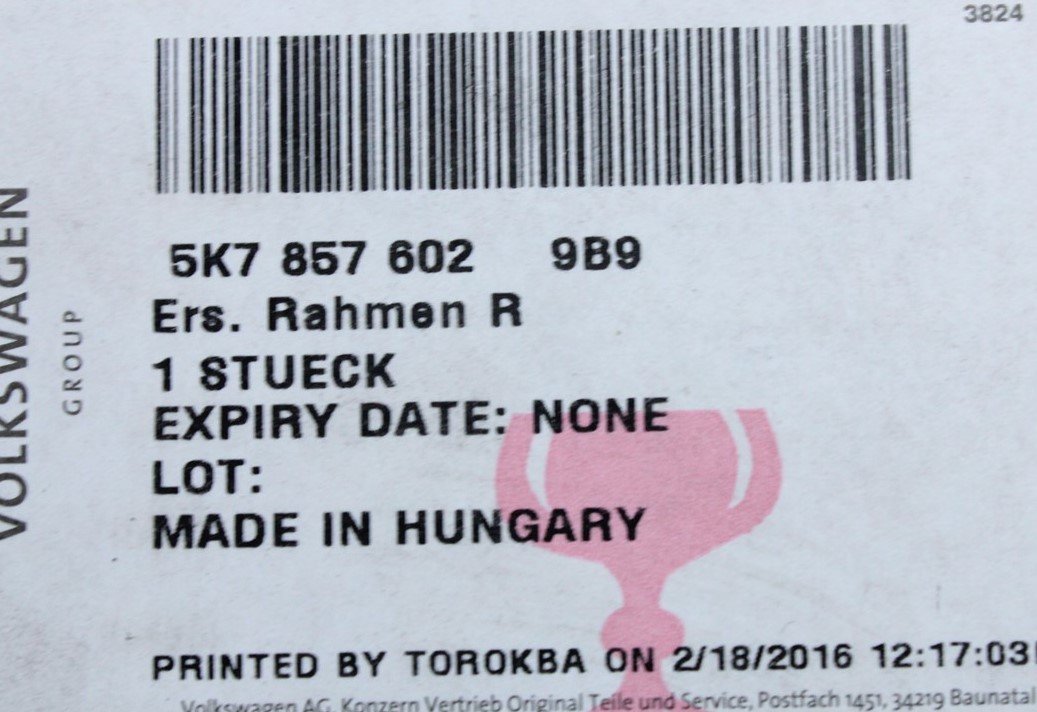 3824
VOLKSWAGEN
GROUP
5K7 857 602 9B9
Ers. Rahmen R
1 STUECK
EXPIRY DATE: NONE
LOT:
MADE IN HUNGARY
PRINTED BY TOROKBA ON 2/18/2016 12:17:03
Volkswagen AG, Konzern Vertrieb Original Teile und Service, Postfach 1451, 34219 Baunatal